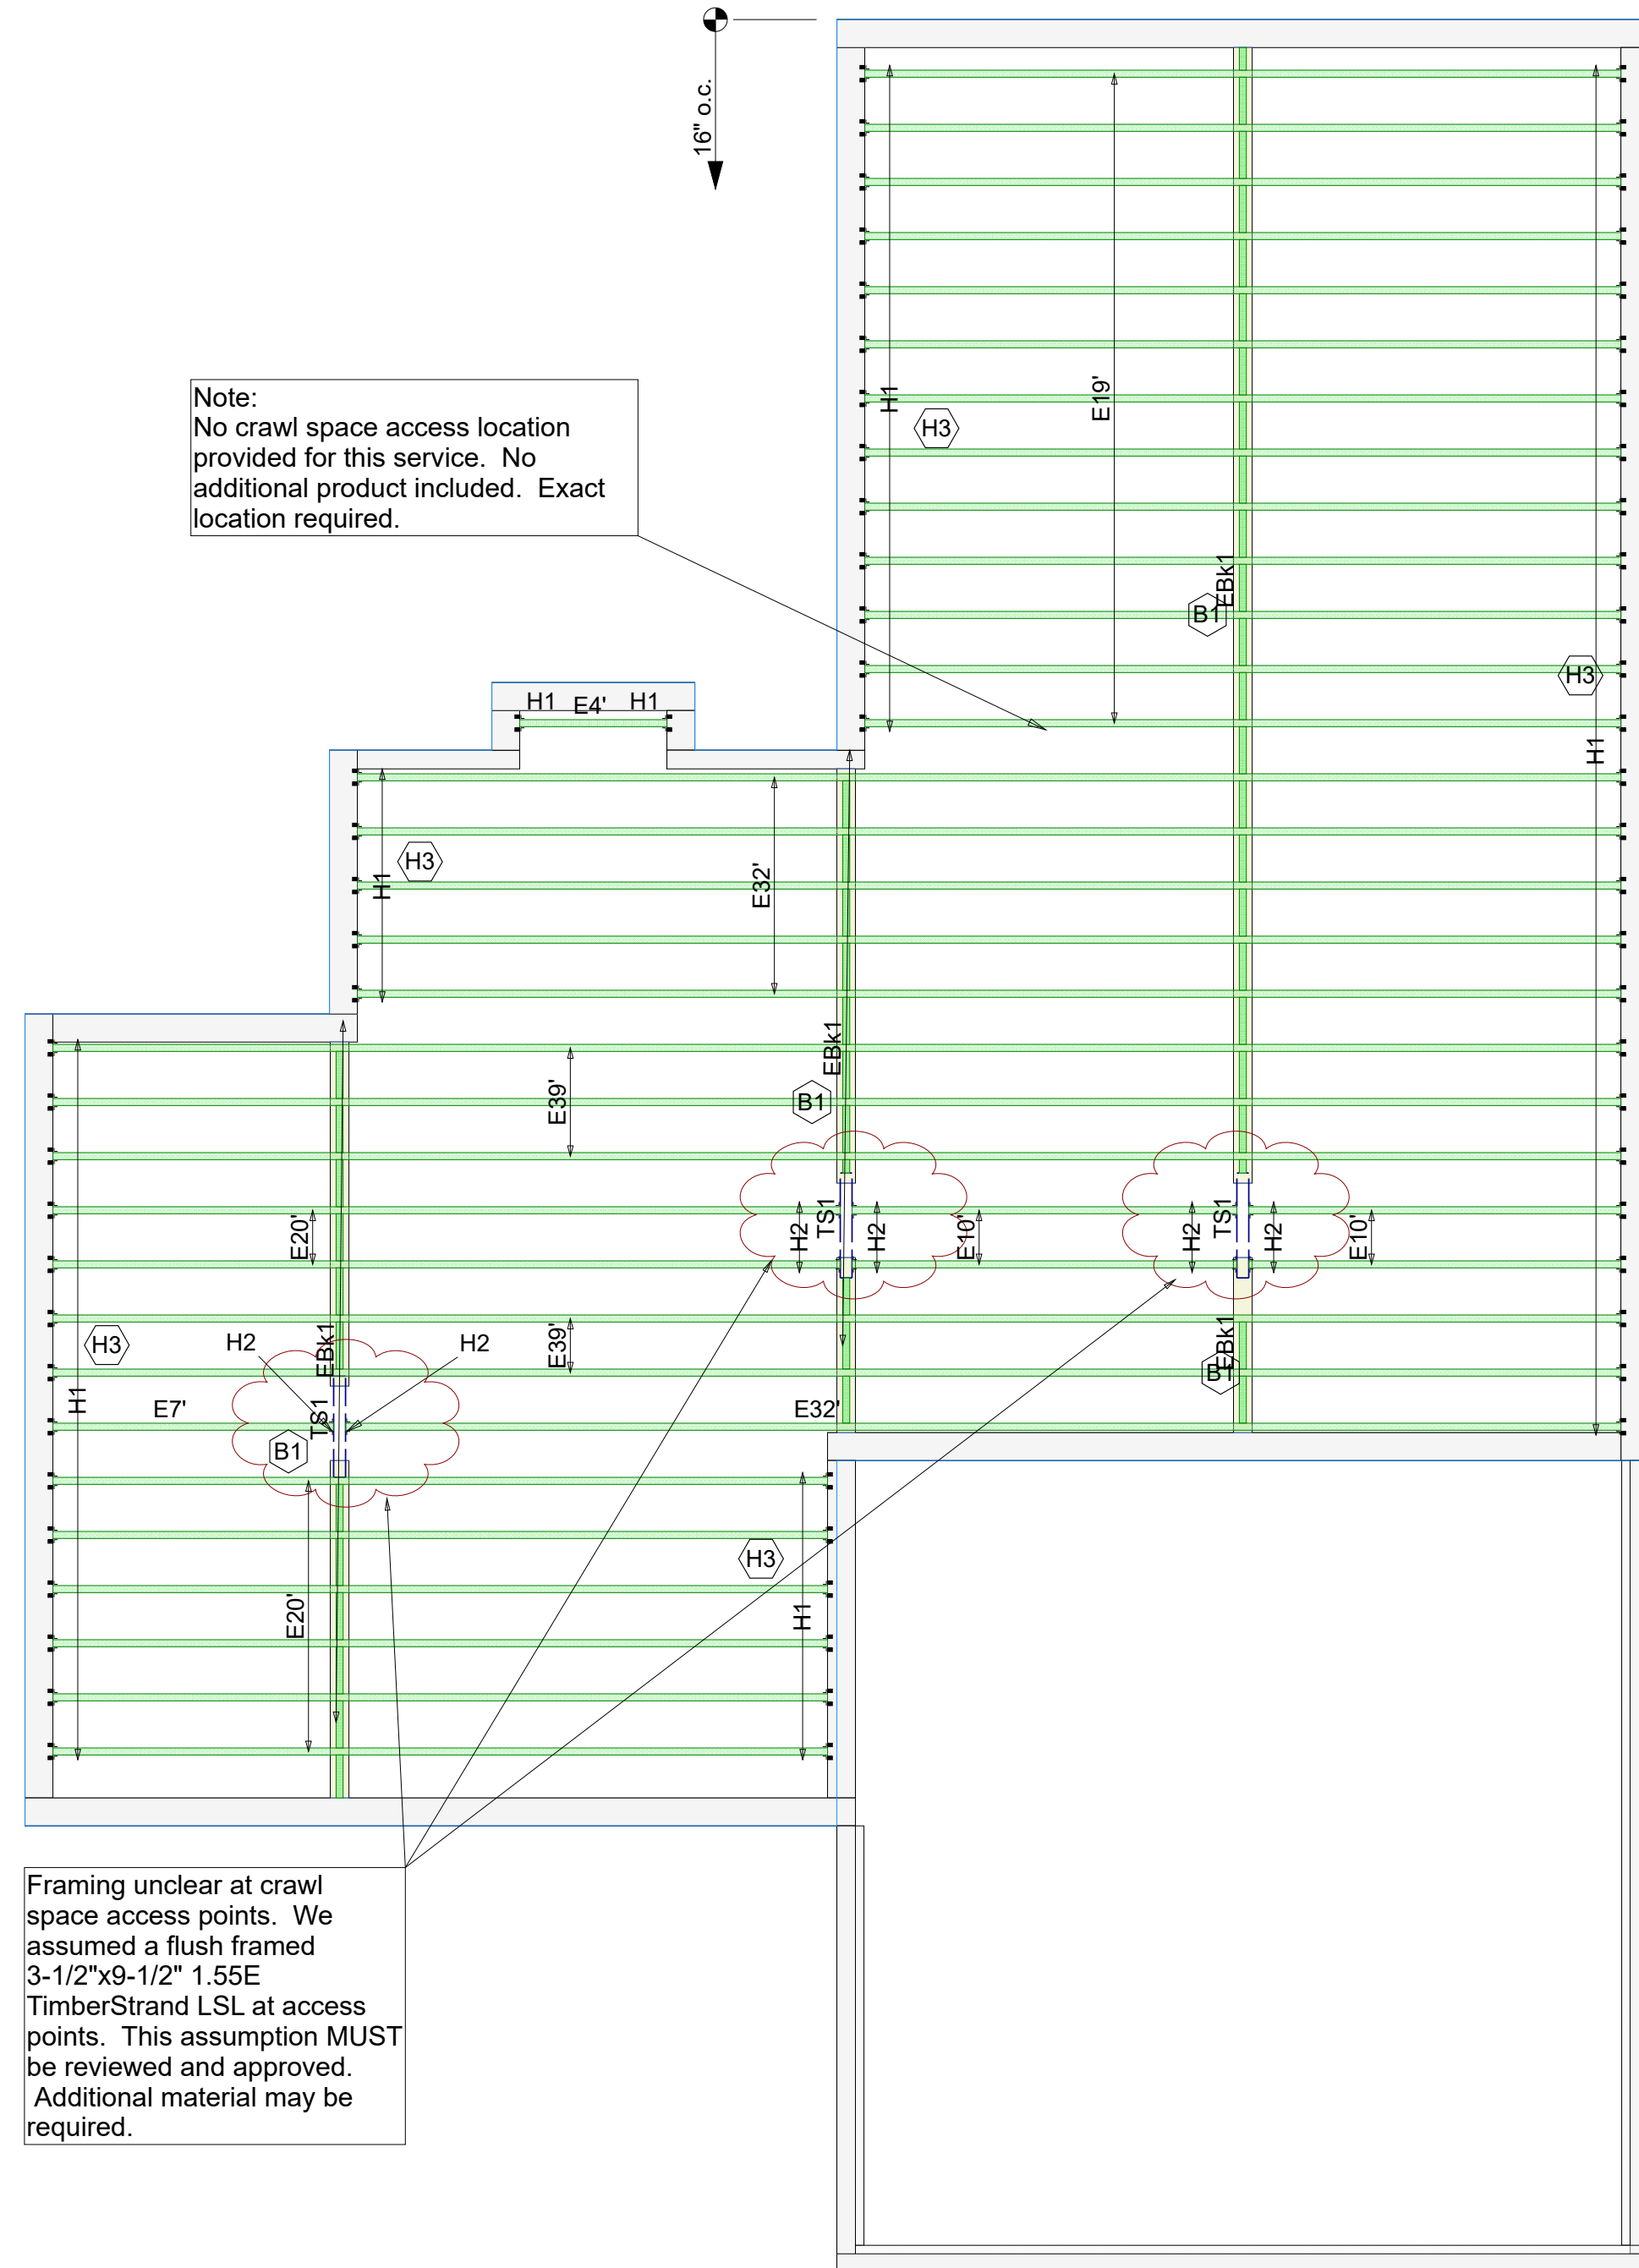 16" o.c.
Note:
No crawl space access location
provided for this service.  No
additional product included.  Exact
location required.
H1
H3
E19'
EBk1
B1
H3
H1
H1
E4'
H1
H3
H1
E32'
EBk1
B1
E39'
E20'
H2
TS1
H2
E10'
H2
TS1
H2
E10'
H3
H1
H2
EBk1
H2
E39'
EBk1
B1
E7'
TS1
B1
E32'
H3
H1
E20'
Framing unclear at crawl
space access points.  We
assumed a flush framed
3-1/2"x9-1/2" 1.55E
TimberStrand LSL at access
points.  This assumption MUST
be reviewed and approved.
Additional material may be
required.